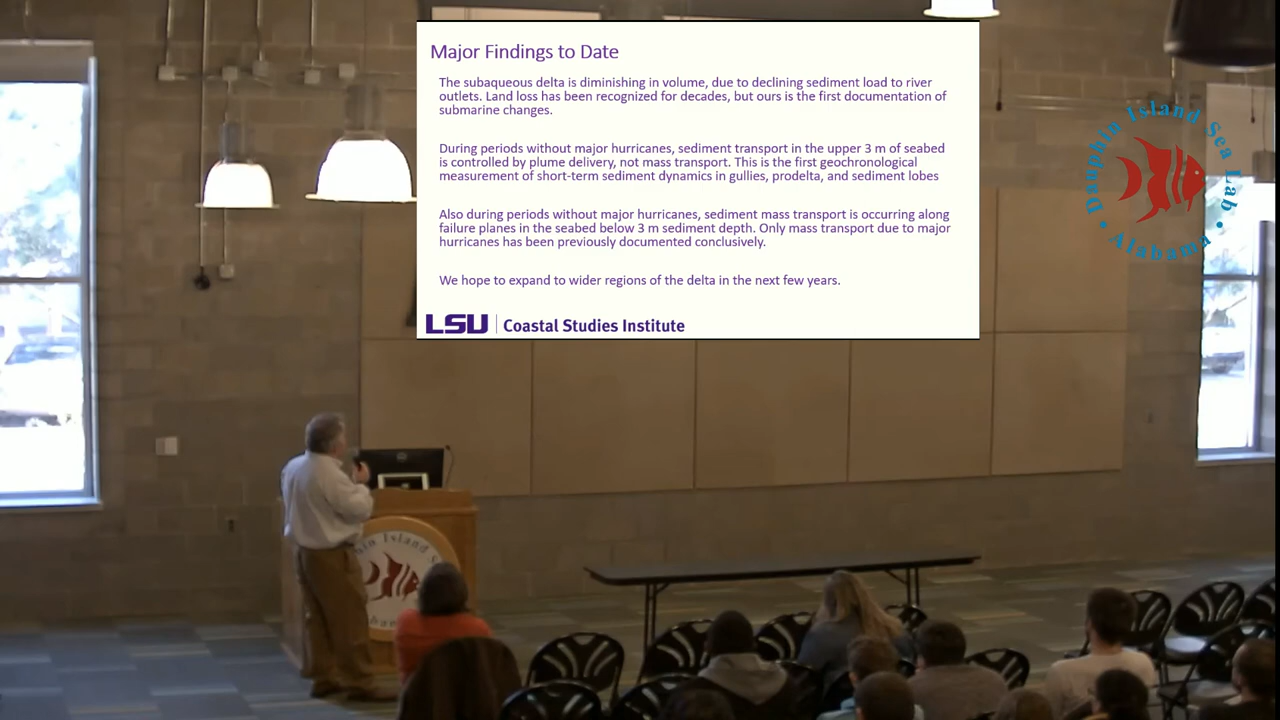 Major Findings to Date
The subaqueous delta is diminishing in volume, due to declining sediment load to river
outlets. Land loss has been recognized for decades, but ours is the first documentation of
submarine changes.
During periods without major hurricanes, sediment transport in the upper 3 m of seabed
is controlled by plume delivery, not mass transport. This is the first geochronological
measurement of short-term sediment dynamics in gullies, prodelta, and sediment lobes
Also during periods without major hurricanes, sediment mass transport is occurring along
failure planes in the seabed below 3 m sediment depth. Only mass transport due to major
hurricanes has been previously documented conclusively.
We hope to expand to wider regions of the delta in the next few years.
LSU Coastal Studies Institute
Dauphin Island Sea Lab
Alabama
Island